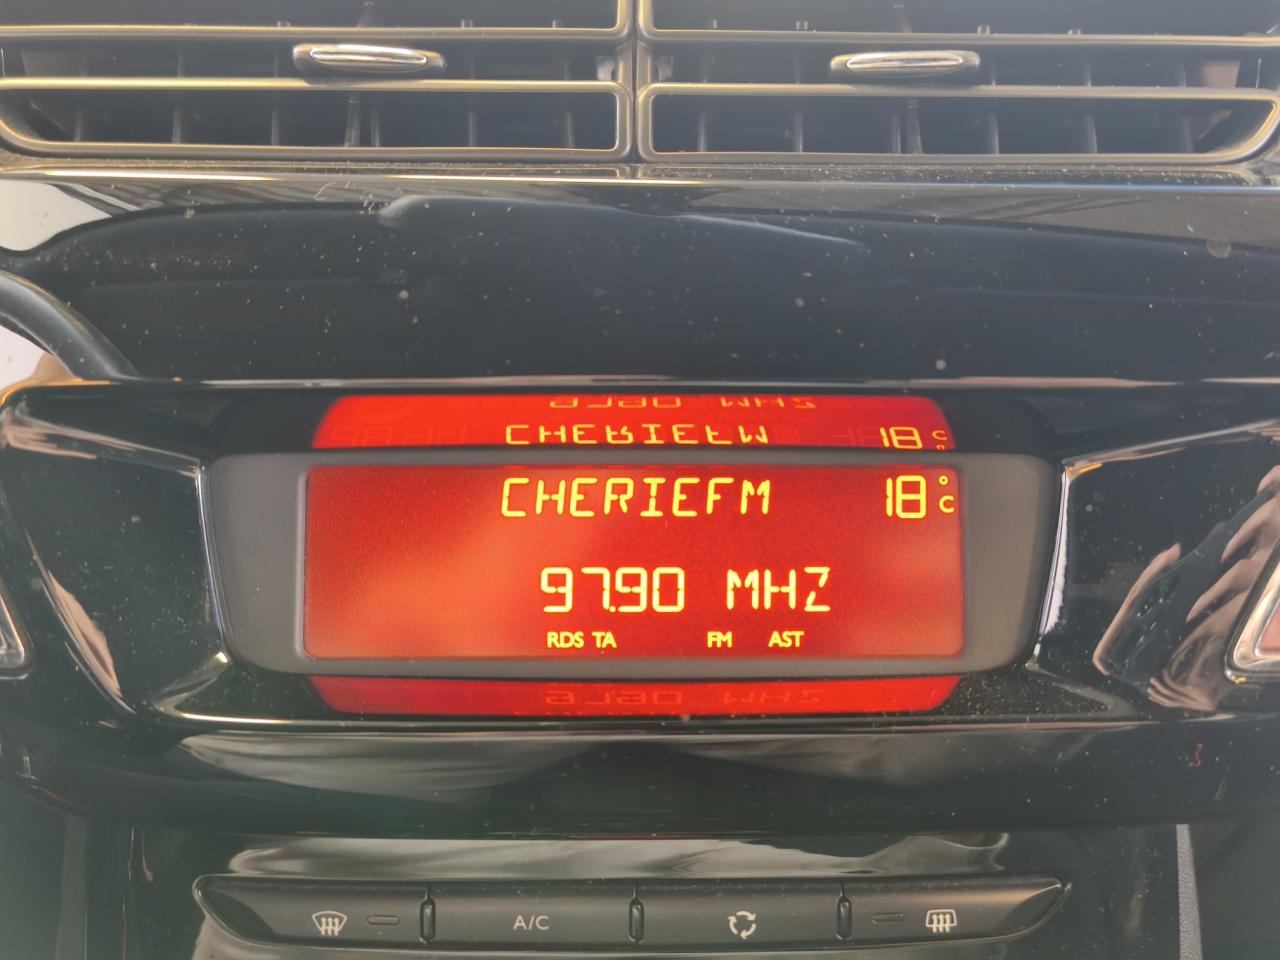 CHERIEFM 18°C
97.90 MHZ
RDS TA FM AST
A/C